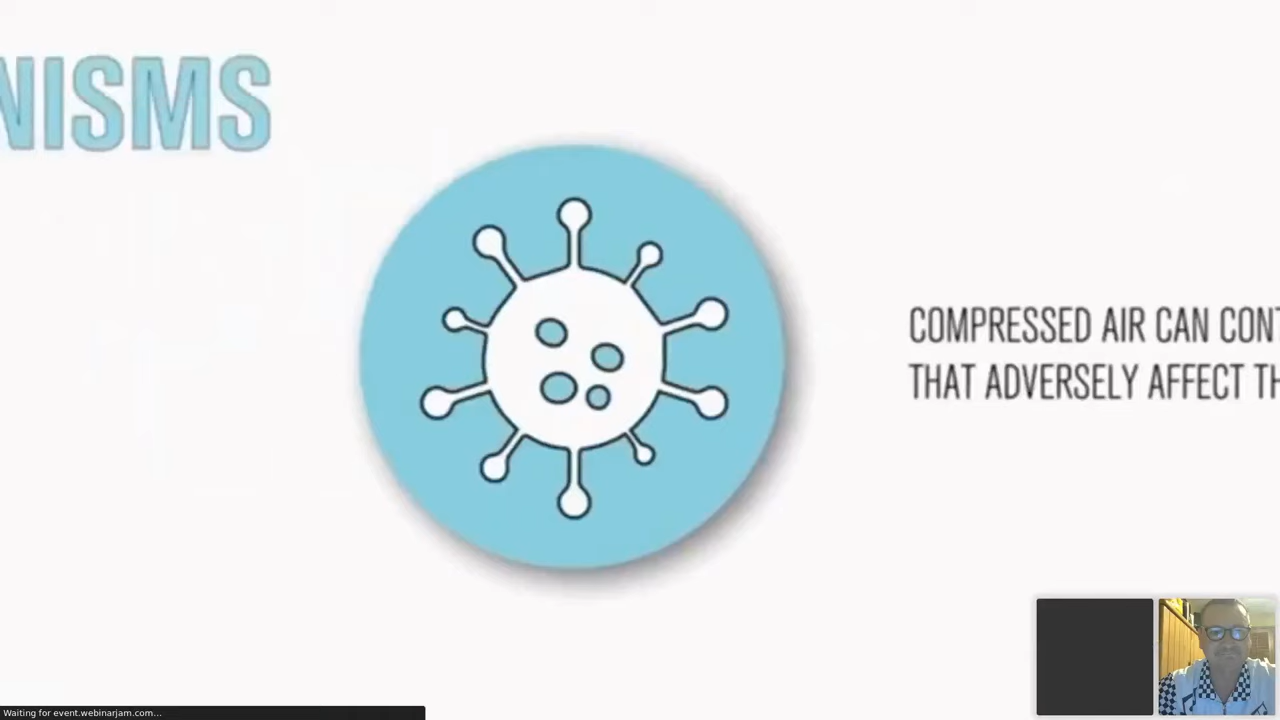 NISMS
COMPRESSED AIR CAN CONT
THAT ADVERSELY AFFECT TH
Waiting for event.webinarjam.com...